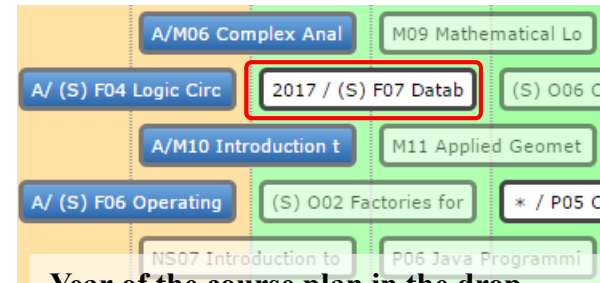 A/M06 Complex Anal
M09 Mathematical Lo
A/ (S) F04 Logic Circ
2017 / (S) F07 Datab
(S) O06 C
A/M10 Introduction t
M11 Applied Geomet
A/ (S) F06 Operating
(S) O02 Factories for
* / P05 C
NS07 Introduction to
P06 Java Programmi
Year of the course plan in the drop